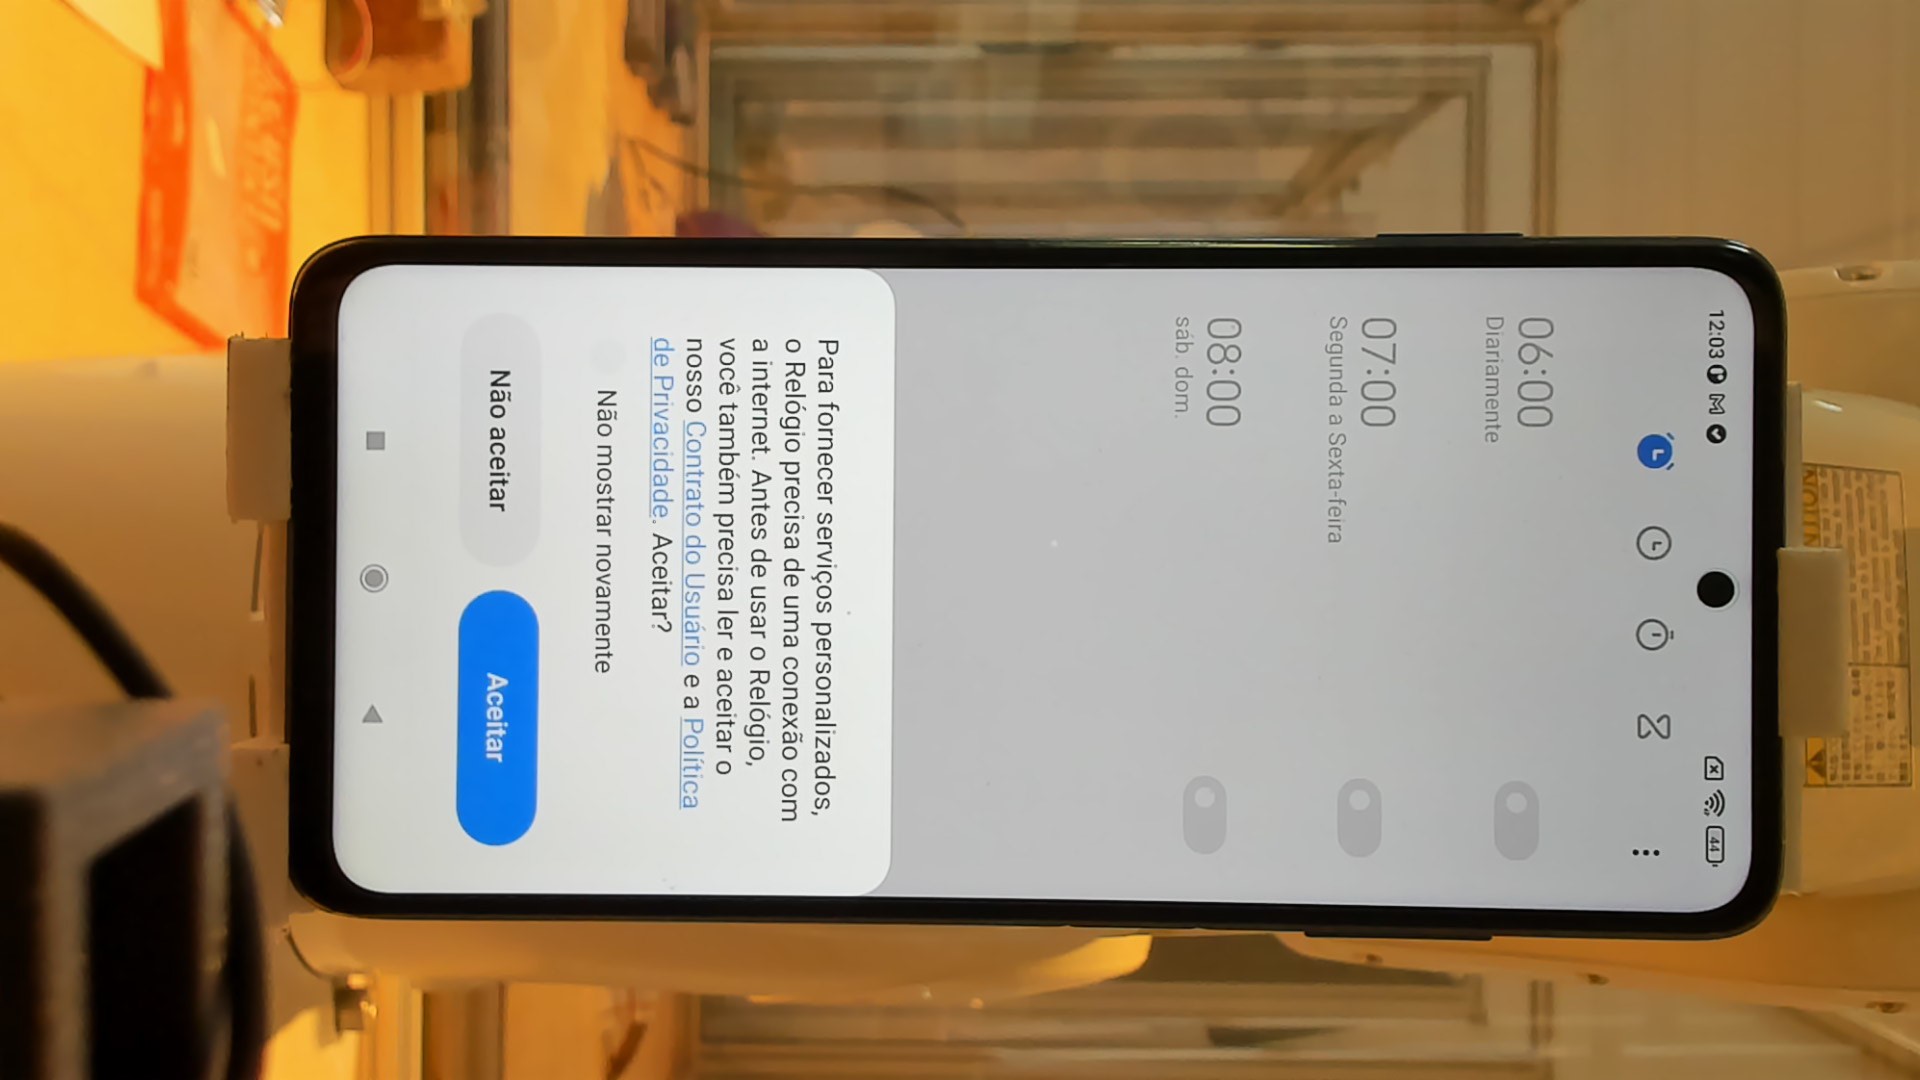 12:03
44
06:00
Diariamente
07:00
Segunda a Sexta-feira
08:00
sáb. dom.
Para fornecer serviços personalizados,
o Relógio precisa de uma conexão com
a internet. Antes de usar o Relógio,
você também precisa ler e aceitar o
nosso Contrato do Usuário e a Política
de Privacidade. Aceitar?
Não mostrar novamente
Não aceitar
Aceitar